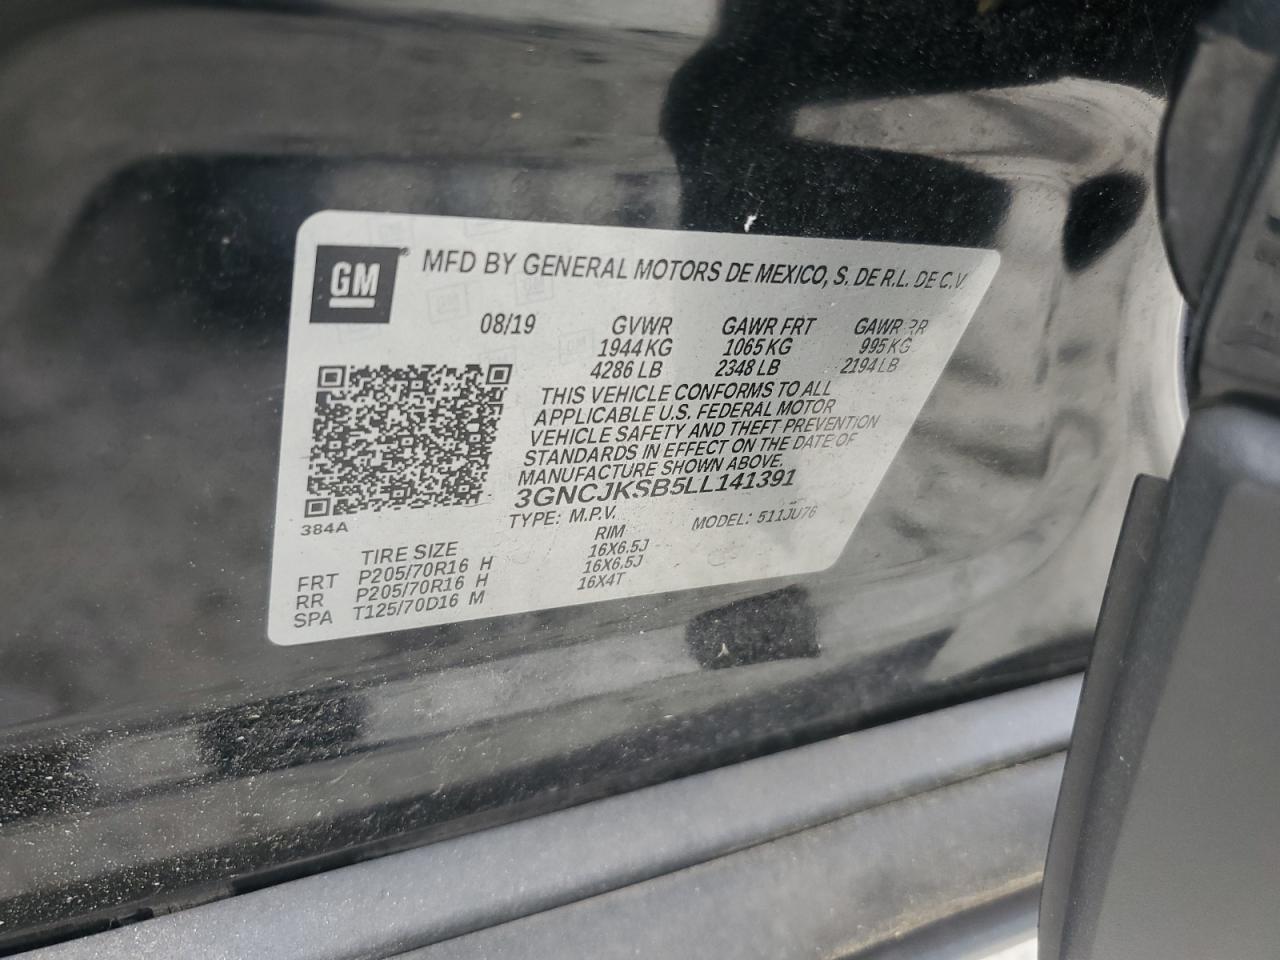 GM
MFD BY GENERAL MOTORS DE MEXICO, S. DE R.L. DE C.V.
08/19 GVWR GAWR FRT GAWR RR
1944 KG 1065 KG 995 KG
4286 LB 2348 LB 2194 LB
THIS VEHICLE CONFORMS TO ALL
APPLICABLE U.S. FEDERAL MOTOR
VEHICLE SAFETY AND THEFT PREVENTION
STANDARDS IN EFFECT ON THE DATE OF
MANUFACTURE SHOWN ABOVE.
3GNCJKSB5LL141391
384A
TYPE: M.P.V. MODEL: 511JU76
TIRE SIZE RIM
FRT P205/70R16 H 16X6.5J
RR P205/70R16 H 16X6.5J
SPA T125/70D16 M 16X4T